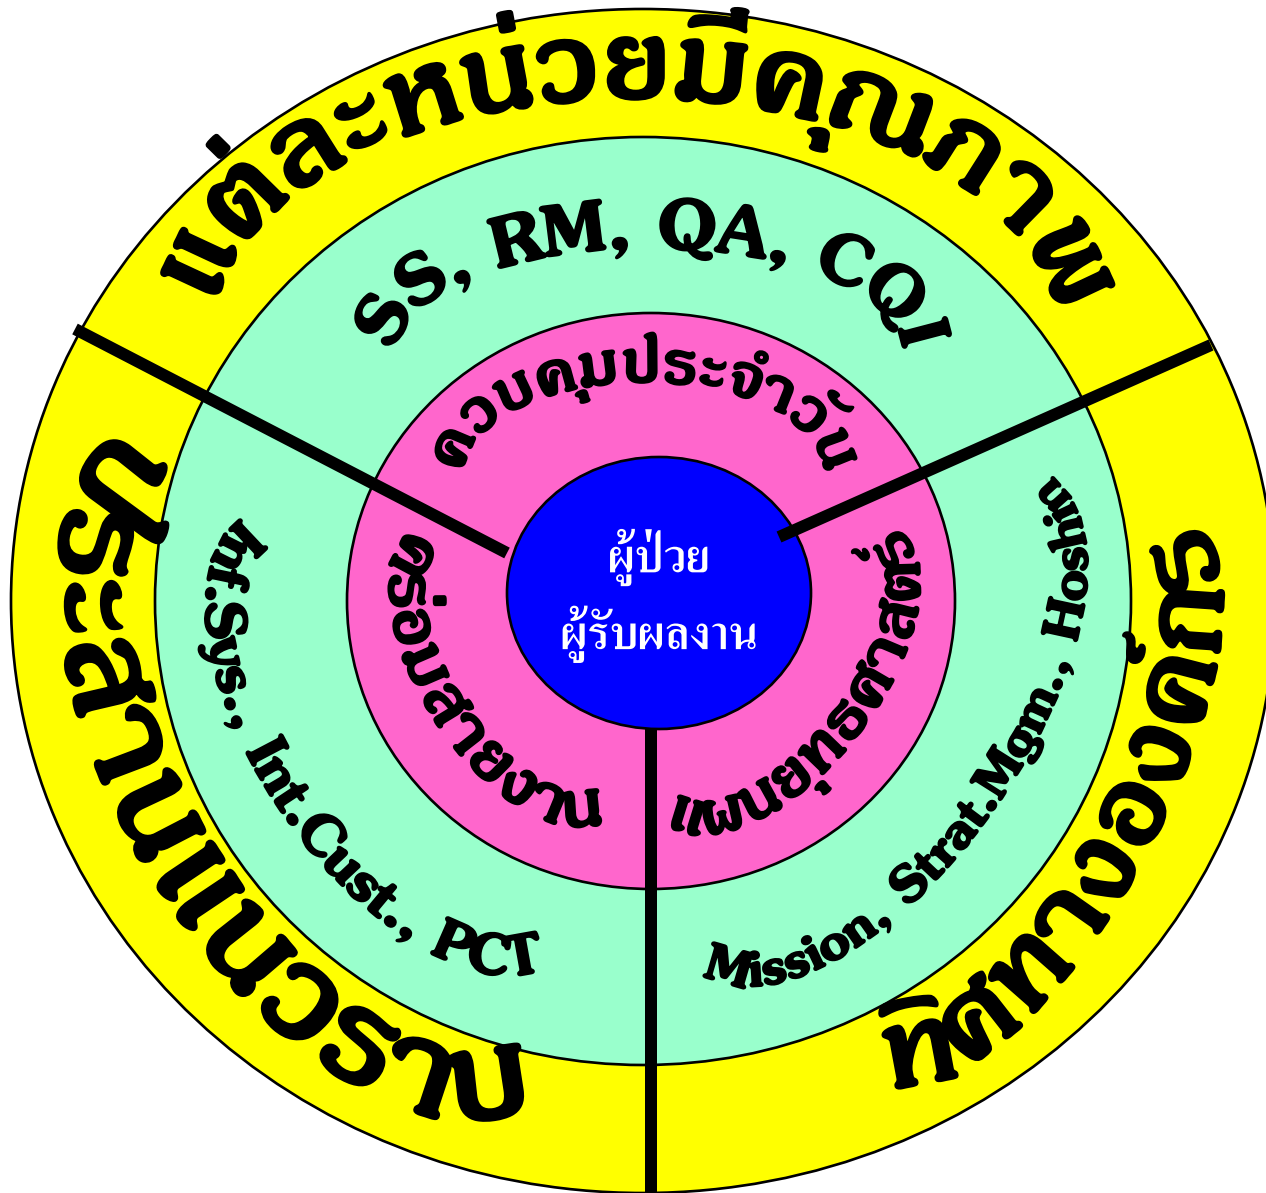 แต่ละหน่วยมีคุณภาพ
SS, RM, QA, CQI
ควบคุมประจำวัน
ผู้ป่วย
ผู้รับผลงาน
ประสานแนวราบ
Inf.Sys., Int.Cust., PCT
คร่อมสายงาน
แผนยุทธศาสตร์
Mission, Strat.Mgm., Hoshin
ทิศทางองค์กร